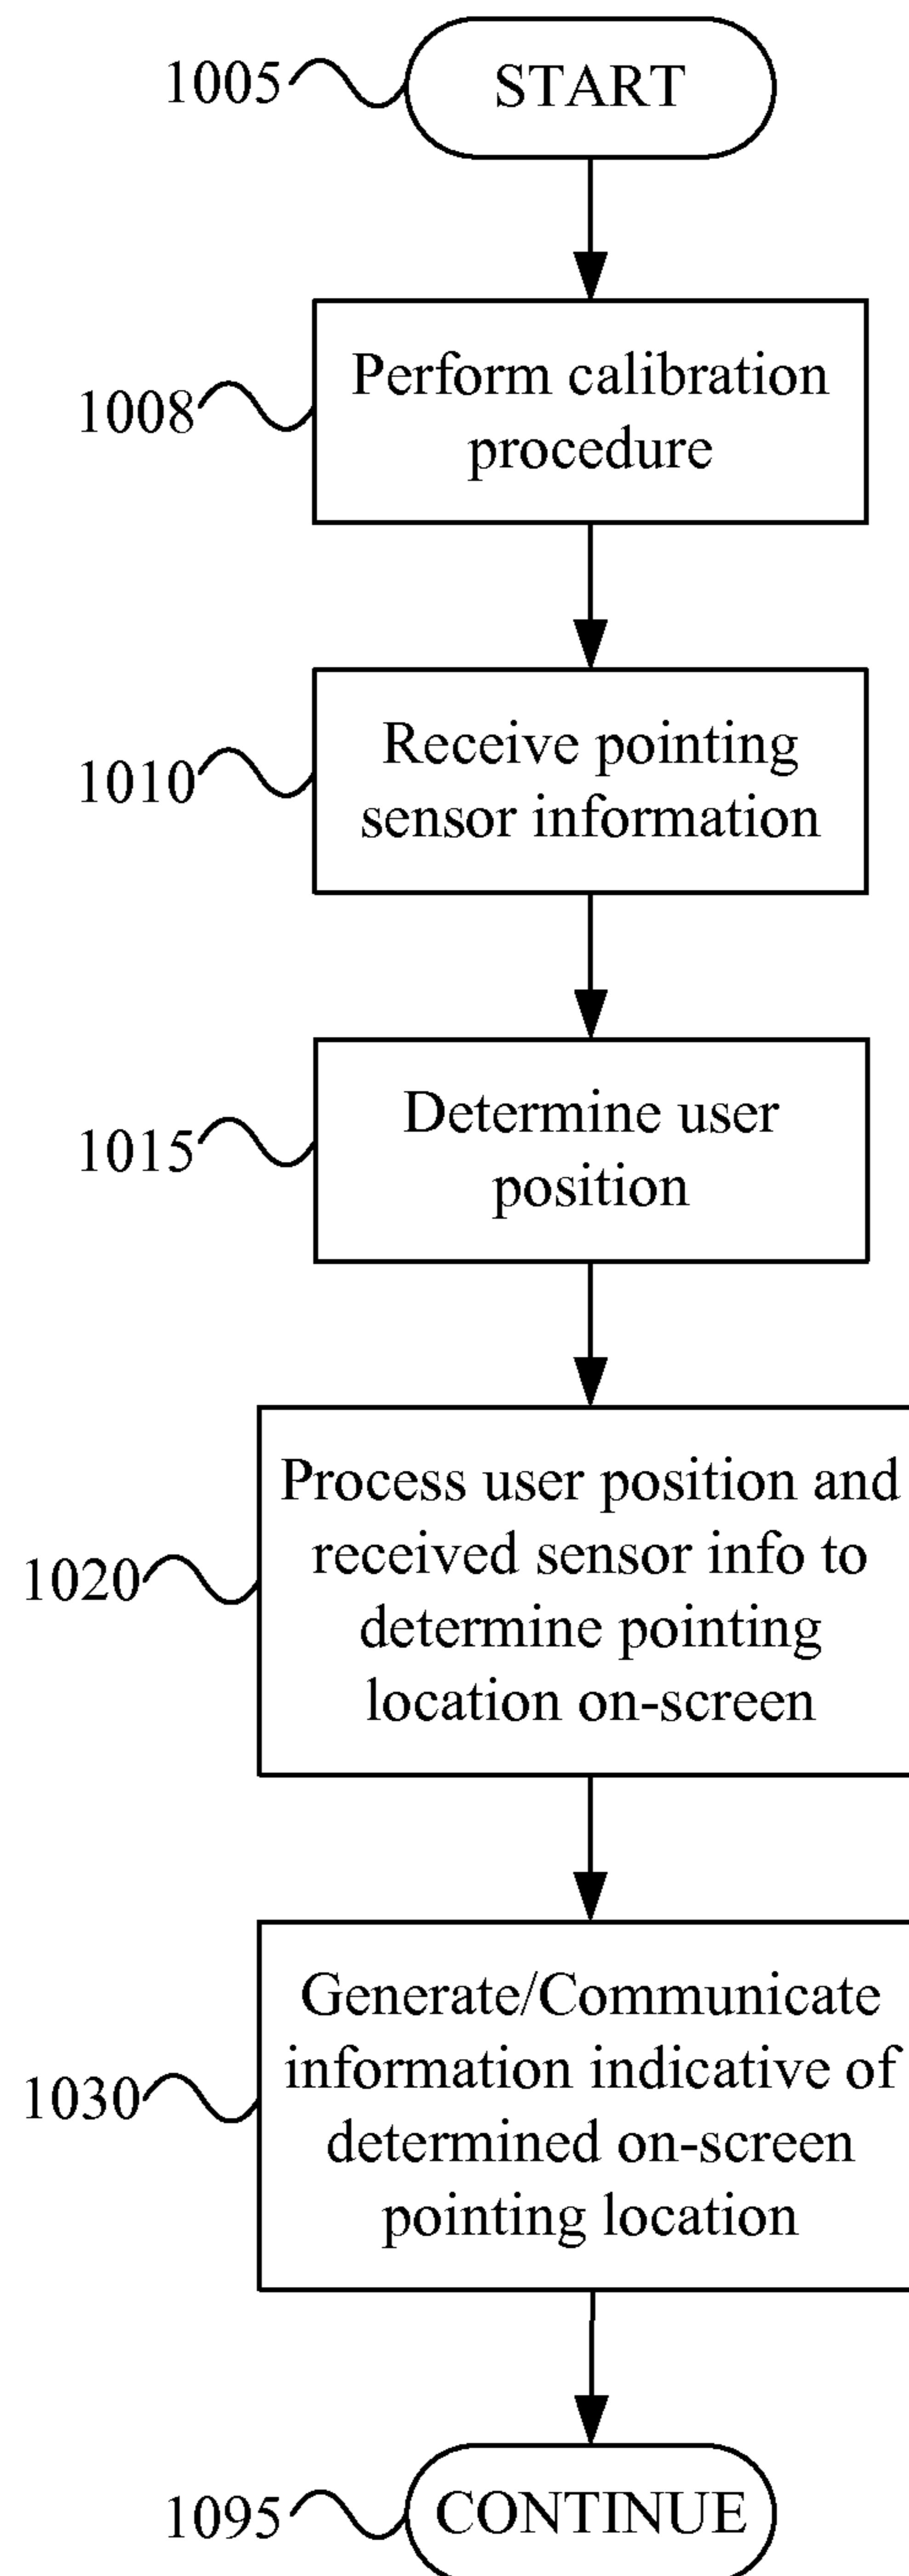 1005
START
1008
Perform calibration
procedure
1010
Receive pointing
sensor information
1015
Determine user
position
1020
Process user position and
received sensor info to
determine pointing
location on-screen
1030
Generate/Communicate
information indicative of
determined on-screen
pointing location
1095
CONTINUE